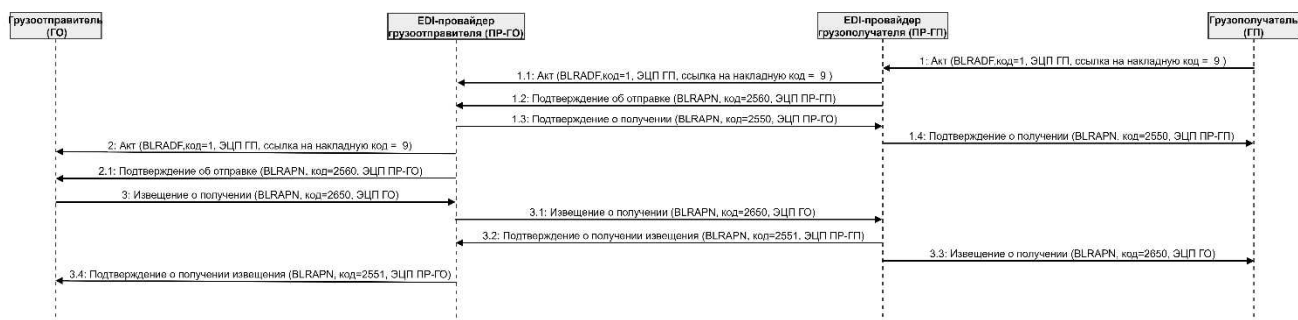 Грузоотправитель
(ГО)
EDI-провайдер
грузоотправителя (ПР-ГО)
EDI-провайдер
грузополучателя (ПР-ГП)
Грузополучатель
(ГП)
1: Акт (BLRADF,код=1, ЭЦП ГП, ссылка на накладную код = 9 )
1.1: Акт (BLRADF,код=1, ЭЦП ГП, ссылка на накладную код = 9 )
1.2: Подтверждение об отправке (BLRAPN, код=2560, ЭЦП ПР-ГП)
1.3: Подтверждение о получении (BLRAPN, код=2550, ЭЦП ПР-ГО)
1.4: Подтверждение о получении (BLRAPN. код=2550, ЭЦП ПР-ГП)
2: Акт (BLRADF,код=1, ЭЦП ГП, ссылка на накладную код = 9)
2.1: Подтверждение об отправке (BLRAPN, код=2560, ЭЦП ПР-ГО)
3: Извещение о получении (BLRAPN, код=2650, ЭЦП ГО)
3.1: Извещение о получении (BLRAPN, код=2650, ЭЦП ГО)
3.2: Подтверждение о получении извещения (BLRAPN, код=2551, ЭЦП ПР-ГП)
3.3: Извещение о получении (BLRAPN, код=2650, ЭЦП ГО)
3.4: Подтверждение о получении извещения (BLRAPN, код=2551, ЭЦП ПР-ГО)